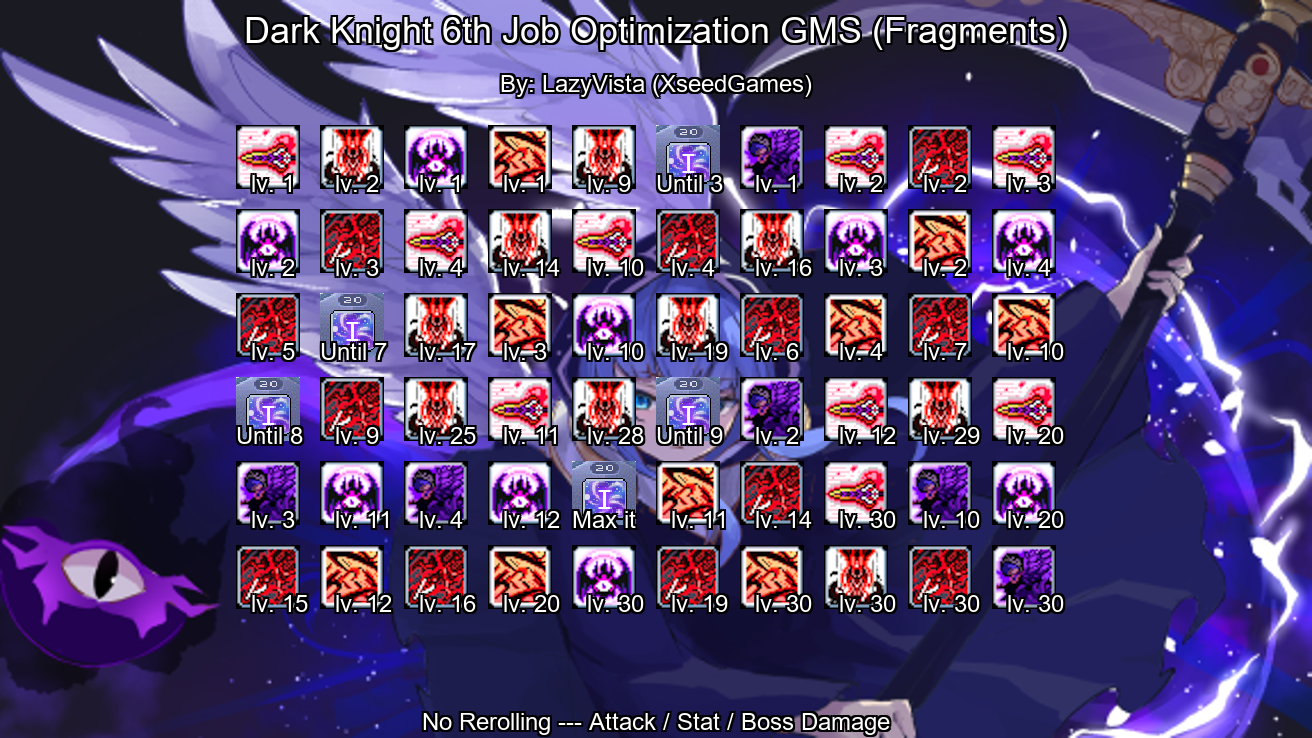 Dark Knight 6th Job Optimization GMS (Fragments)
By: LazyVista (XseedGames)
20
lv. 1 lv. 2 lv. 1 lv. 1 lv. 9 Until 3 lv. 1 lv. 2 lv. 2 lv. 3
lv. 2 lv. 3 lv. 4 lv. 14 lv. 10 lv. 4 lv. 16 lv. 3 lv. 2 lv. 4
20
lv. 5 Until 7 lv. 17 lv. 3 lv. 10 lv. 19 lv. 6 lv. 4 lv. 7 lv. 10
20 20
Until 8 lv. 9 lv. 25 lv. 11 lv. 28 Until 9 lv. 2 lv. 12 lv. 29 lv. 20
20
lv. 3 lv. 11 lv. 4 lv. 12 Max it lv. 11 lv. 14 lv. 30 lv. 10 lv. 20
lv. 15 lv. 12 lv. 16 lv. 20 lv. 30 lv. 19 lv. 30 lv. 30 lv. 30 lv. 30
No Rerolling --- Attack / Stat / Boss Damage